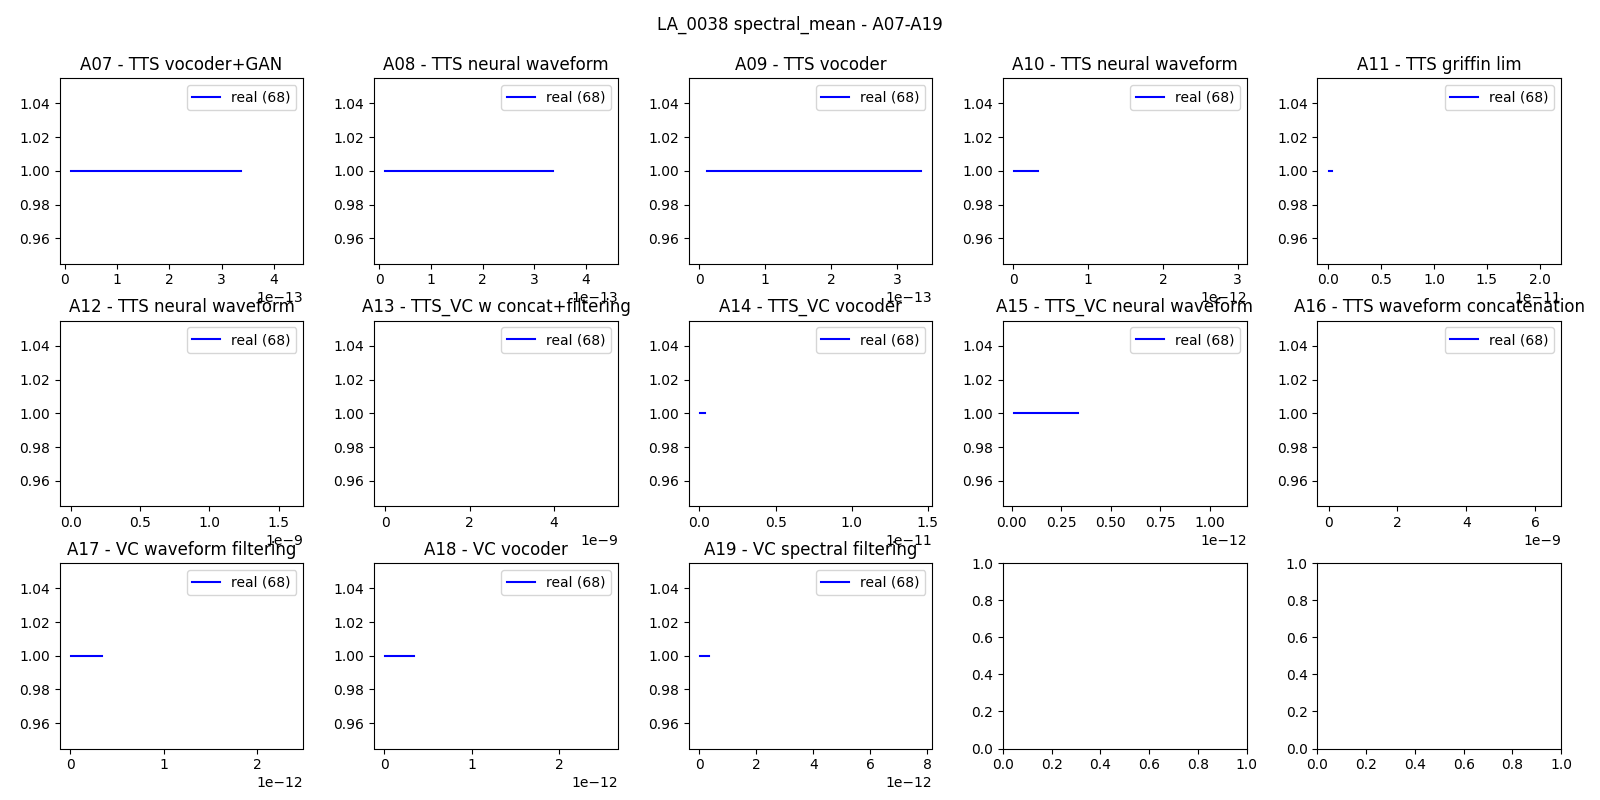 LA_0038 spectral_mean - A07-A19
A07 - TTS vocoder+GAN
real (68)
1.04
1.02
1.00
0.98
0.96
0 1 2 3 4
1e−13
A08 - TTS neural waveform
real (68)
1.04
1.02
1.00
0.98
0.96
0 1 2 3 4
1e−13
A09 - TTS vocoder
real (68)
1.04
1.02
1.00
0.98
0.96
0 1 2 3
1e−13
A10 - TTS neural waveform
real (68)
1.04
1.02
1.00
0.98
0.96
0 1 2 3
1e−12
A11 - TTS griffin lim
real (68)
1.04
1.02
1.00
0.98
0.96
0.0 0.5 1.0 1.5 2.0
1e−11
A12 - TTS neural waveform
real (68)
1.04
1.02
1.00
0.98
0.96
0.0 0.5 1.0 1.5
1e−9
A13 - TTS_VC w concat+filtering
real (68)
1.04
1.02
1.00
0.98
0.96
0 2 4
1e−9
A14 - TTS_VC vocoder
real (68)
1.04
1.02
1.00
0.98
0.96
0.0 0.5 1.0 1.5
1e−11
A15 - TTS_VC neural waveform
real (68)
1.04
1.02
1.00
0.98
0.96
0.00 0.25 0.50 0.75 1.00
1e−12
A16 - TTS waveform concatenation
real (68)
1.04
1.02
1.00
0.98
0.96
0 2 4 6
1e−9
A17 - VC waveform filtering
real (68)
1.04
1.02
1.00
0.98
0.96
0 1 2
1e−12
A18 - VC vocoder
real (68)
1.04
1.02
1.00
0.98
0.96
0 1 2
1e−12
A19 - VC spectral filtering
real (68)
1.04
1.02
1.00
0.98
0.96
0 2 4 6 8
1e−12
1.0
0.8
0.6
0.4
0.2
0.0
0.0 0.2 0.4 0.6 0.8 1.0
1.0
0.8
0.6
0.4
0.2
0.0
0.0 0.2 0.4 0.6 0.8 1.0